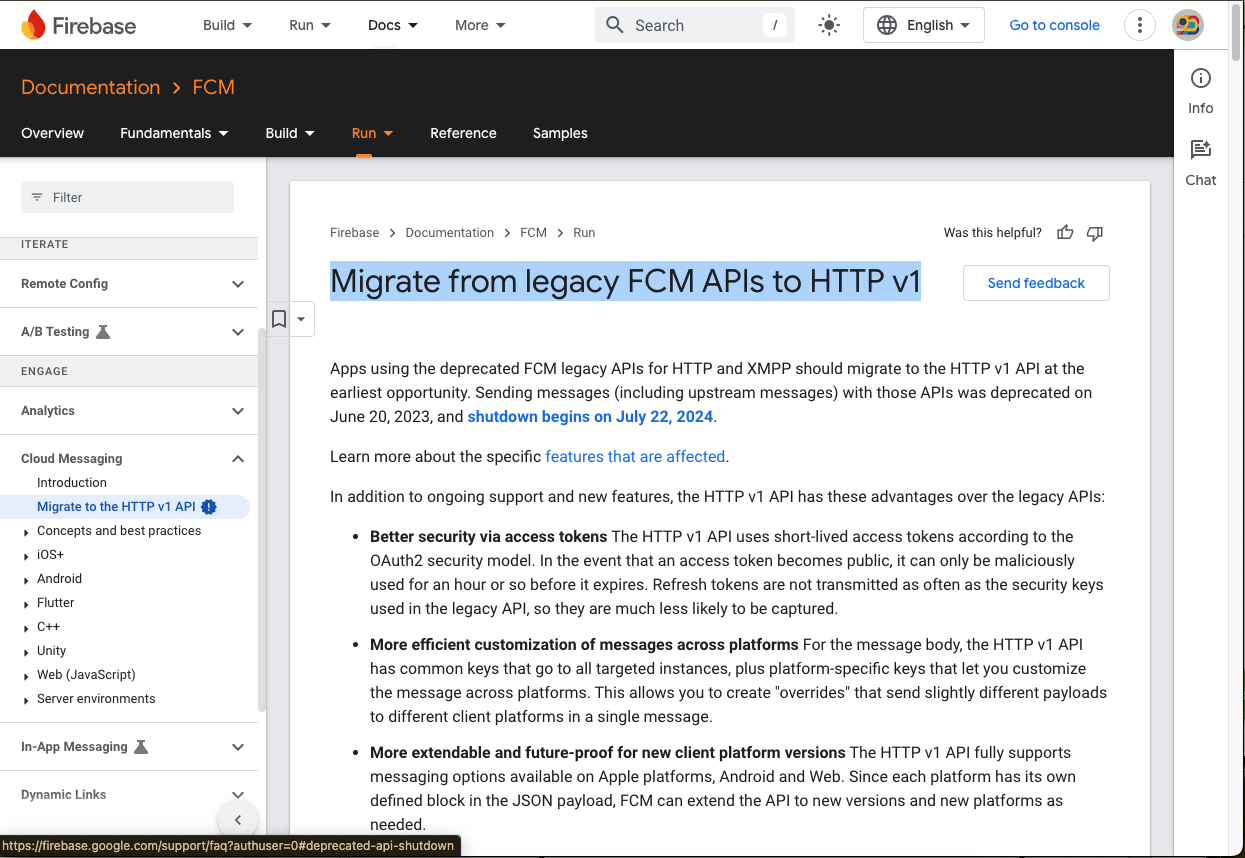 Firebase
Build
Run
Docs
More
Search
/
English
Go to console
Documentation
FCM
Overview
Fundamentals
Build
Run
Reference
Samples
Info
Chat
Filter
ITERATE
Remote Config
A/B Testing
ENGAGE
Analytics
Cloud Messaging
Introduction
Migrate to the HTTP v1 API
Concepts and best practices
iOS+
Android
Flutter
C++
Unity
Web (JavaScript)
Server environments
In-App Messaging
Dynamic Links
Firebase > Documentation > FCM > Run
Was this helpful?
Migrate from legacy FCM APIs to HTTP v1
Send feedback
Apps using the deprecated FCM legacy APIs for HTTP and XMPP should migrate to the HTTP v1 API at the
earliest opportunity. Sending messages (including upstream messages) with those APIs was deprecated on
June 20, 2023, and shutdown begins on July 22, 2024.
Learn more about the specific features that are affected.
In addition to ongoing support and new features, the HTTP v1 API has these advantages over the legacy APIs:
• Better security via access tokens The HTTP v1 API uses short-lived access tokens according to the
OAuth2 security model. In the event that an access token becomes public, it can only be maliciously
used for an hour or so before it expires. Refresh tokens are not transmitted as often as the security keys
used in the legacy API, so they are much less likely to be captured.
• More efficient customization of messages across platforms For the message body, the HTTP v1 API
has common keys that go to all targeted instances, plus platform-specific keys that let you customize
the message across platforms. This allows you to create "overrides" that send slightly different payloads
to different client platforms in a single message.
• More extendable and future-proof for new client platform versions The HTTP v1 API fully supports
messaging options available on Apple platforms, Android and Web. Since each platform has its own
defined block in the JSON payload, FCM can extend the API to new versions and new platforms as
needed.
https://firebase.google.com/support/faq?authuser=0#deprecated-api-shutdown